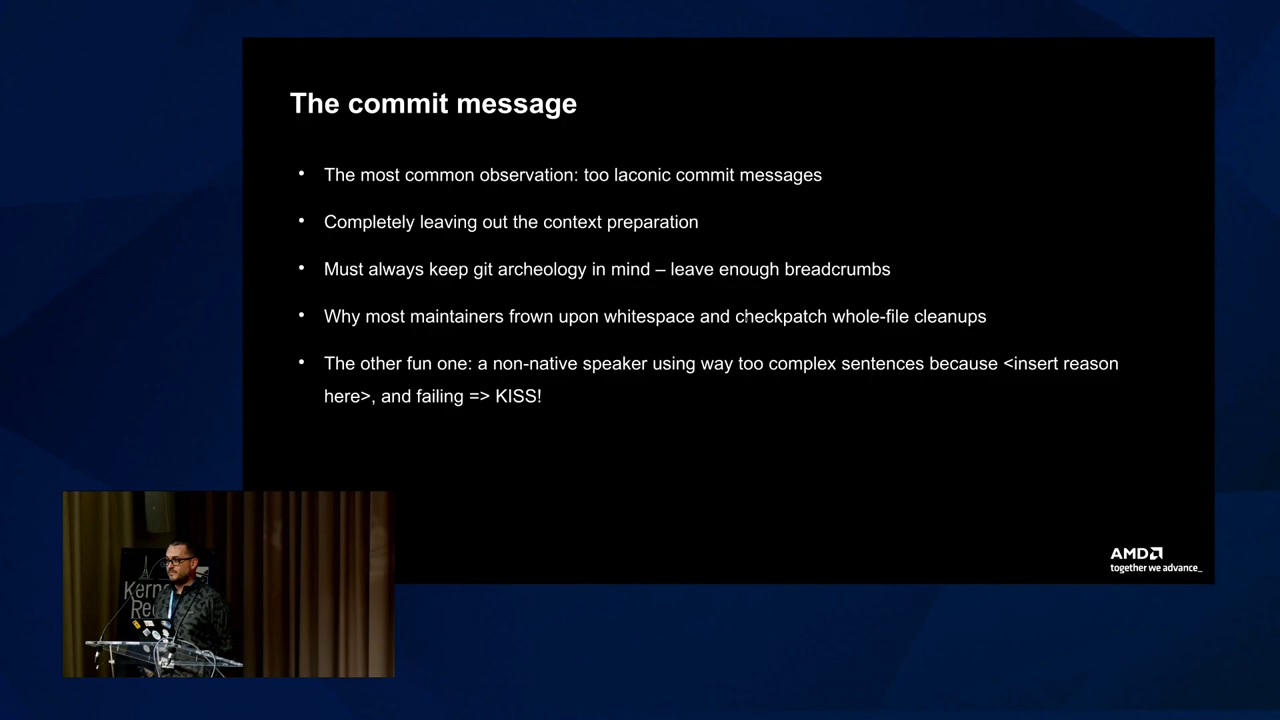 The commit message
• The most common observation: too laconic commit messages
• Completely leaving out the context preparation
• Must always keep git archeology in mind – leave enough breadcrumbs
• Why most maintainers frown upon whitespace and checkpatch whole-file cleanups
• The other fun one: a non-native speaker using way too complex sentences because <insert reason
here>, and failing => KISS!
AMD
together we advance_